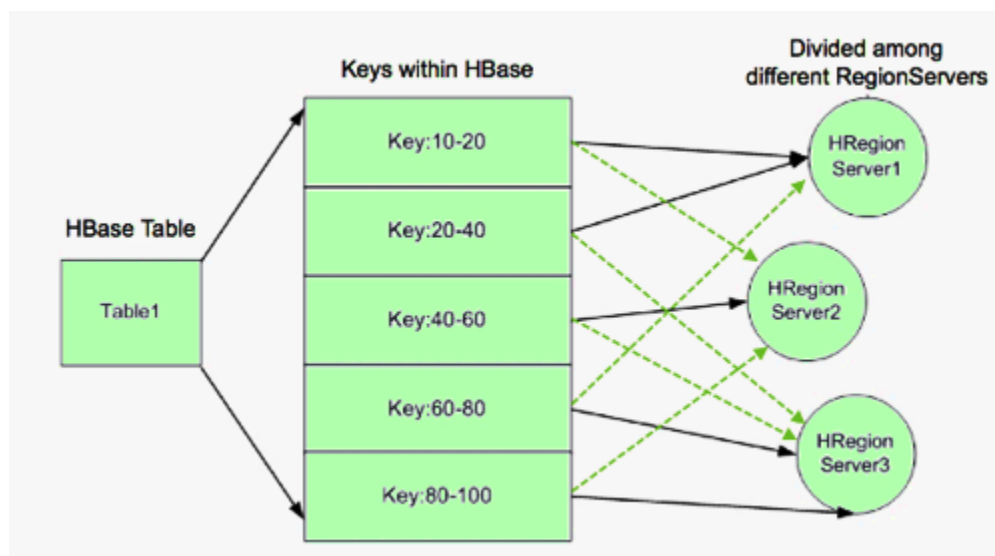 Divided among
different RegionServers
Keys within HBase
HBase Table
Table1
Key:10-20
Key:20-40
Key:40-60
Key:60-80
Key:80-100
HRegion
Server1
HRegion
Server2
HRegion
Server3